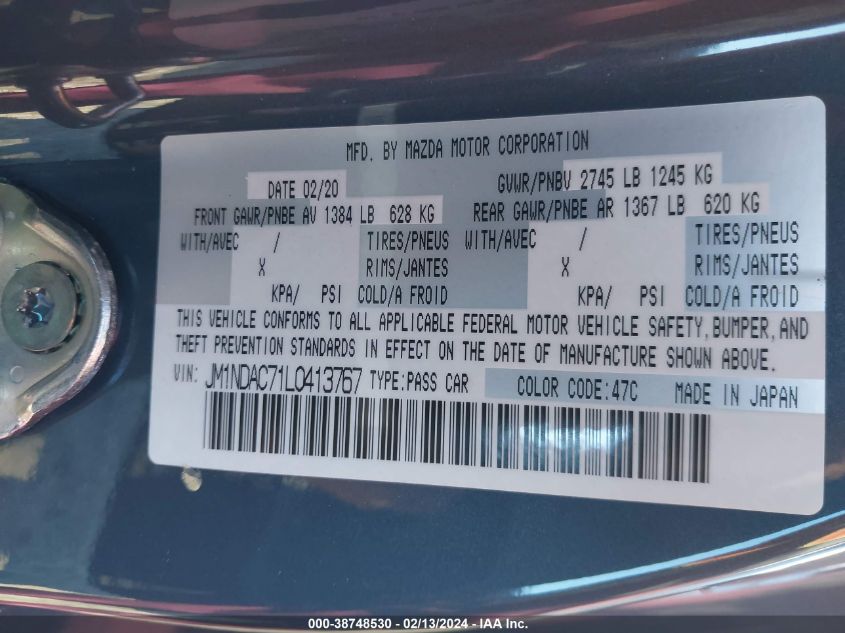 MFD. BY MAZDA MOTOR CORPORATION
DATE 02/20 GVWR/PNBV 2745 LB 1245 KG
FRONT GAWR/PNBE AV 1384 LB 628 KG REAR GAWR/PNBE AR 1367 LB 620 KG
WITH/AVEC / TIRES/PNEUS WITH/AVEC / TIRES/PNEUS
X RIMS/JANTES X RIMS/JANTES
KPA/ PSI COLD/A FROID KPA/ PSI COLD/A FROID
THIS VEHICLE CONFORMS TO ALL APPLICABLE FEDERAL MOTOR VEHICLE SAFETY, BUMPER, AND
THEFT PREVENTION STANDARDS IN EFFECT ON THE DATE OF MANUFACTURE SHOWN ABOVE.
VIN: JM1NDAC71L0413767 TYPE:PASS CAR COLOR CODE:47C MADE IN JAPAN
000-38748530 - 02/13/2024 - IAA Inc.